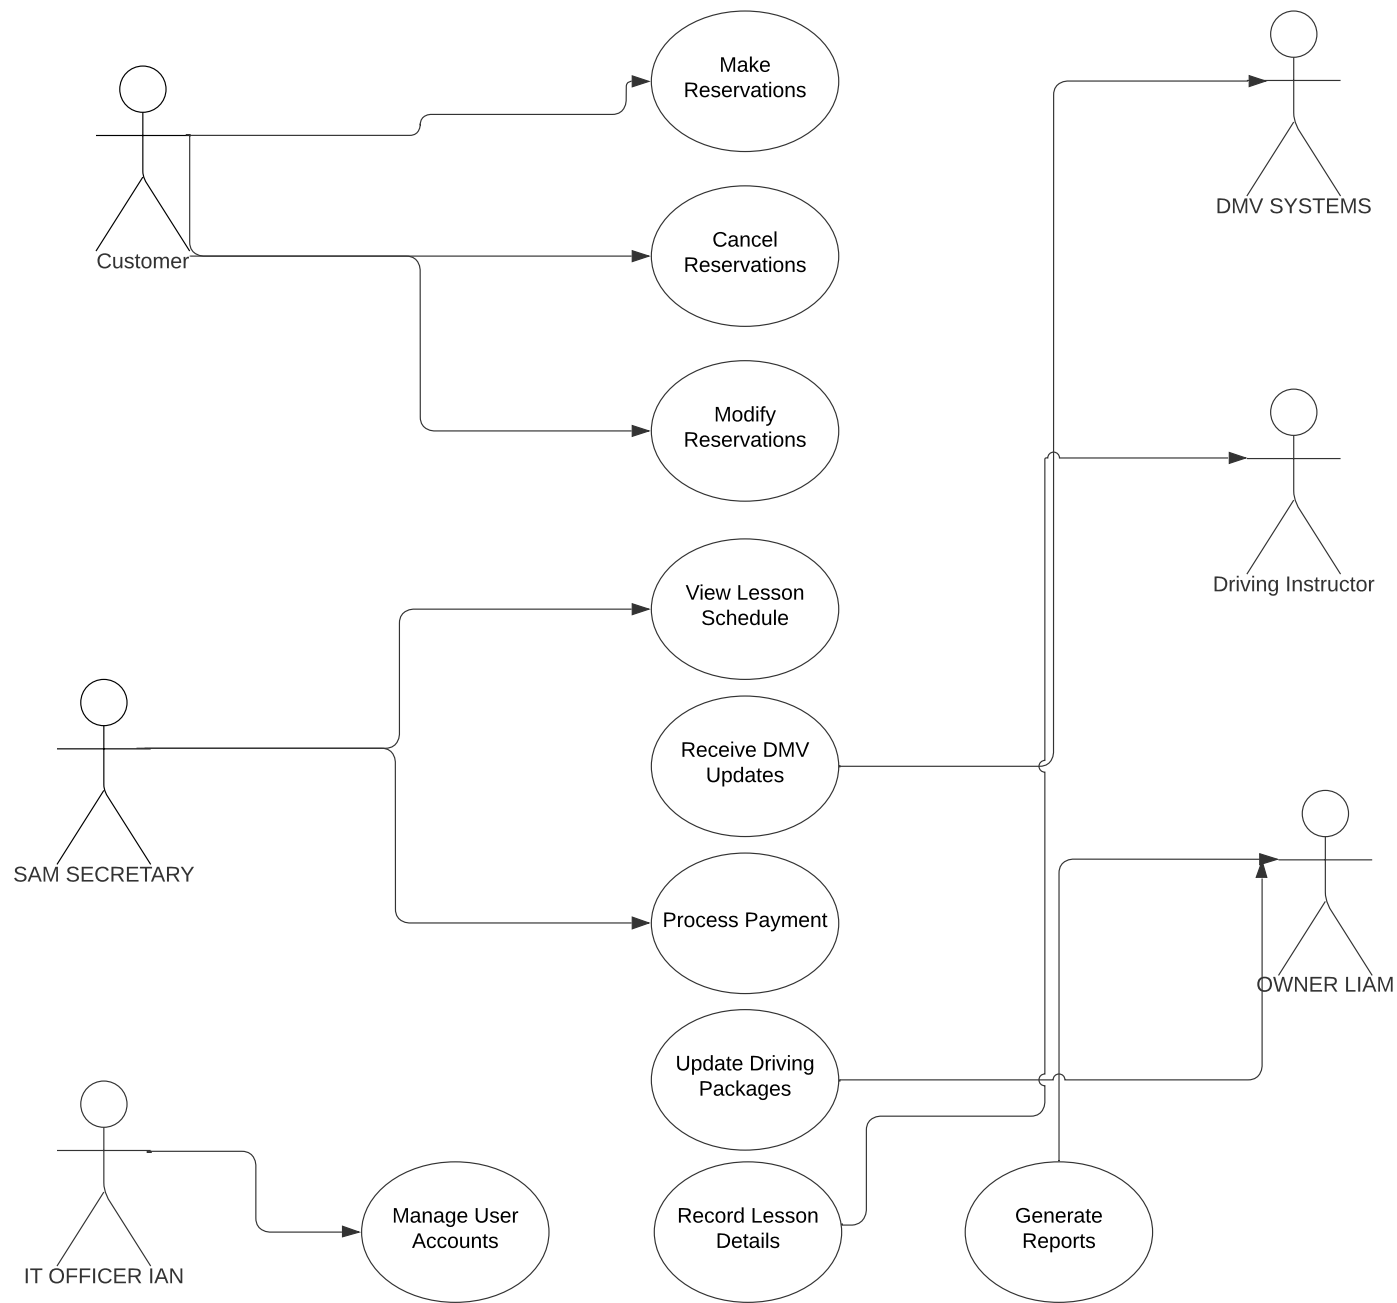 Make
Reservations
DMV SYSTEMS
Customer
Cancel
Reservations
Modify
Reservations
Driving Instructor
View Lesson
Schedule
Receive DMV
Updates
SAM SECRETARY
Process Payment
OWNER LIAM
Update Driving
Packages
Manage User
Accounts
Record Lesson
Details
Generate
Reports
IT OFFICER IAN